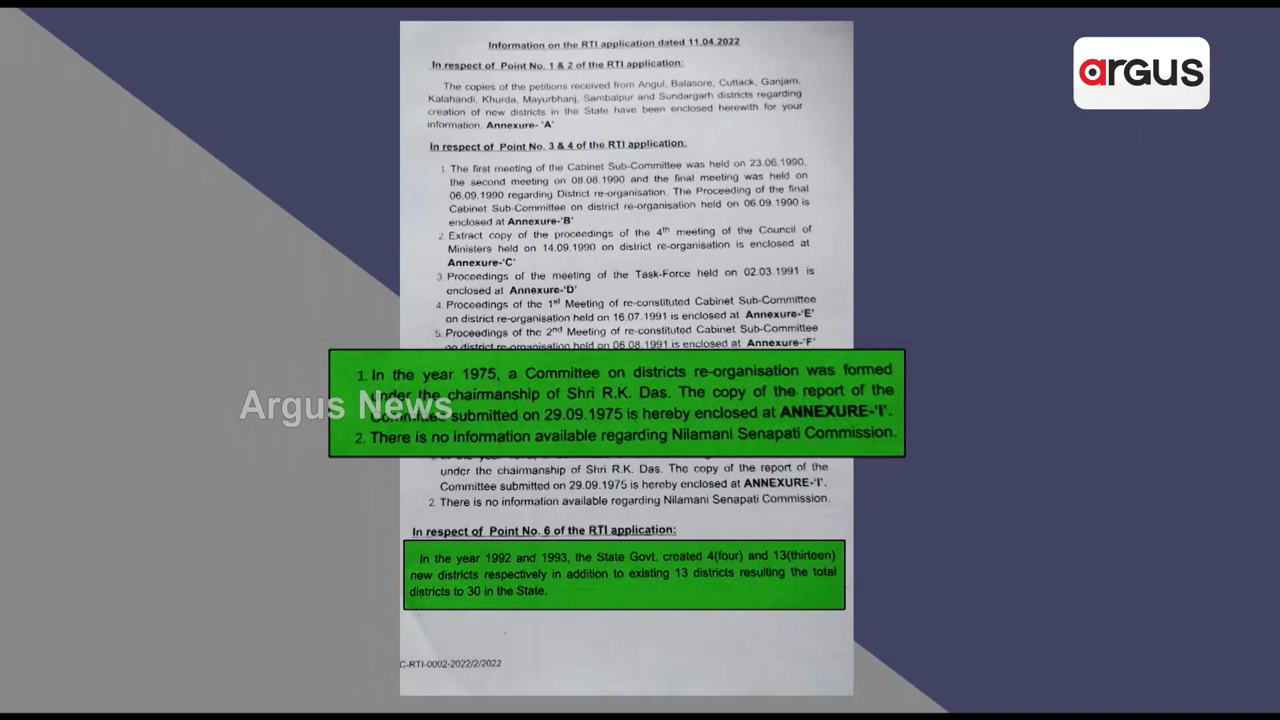 argus
Information on the RTI application dated 11.04.2022
In respect of Point No. 1 & 2 of the RTI application:
The copies of the petitions received from Angul, Balasore, Cuttack, Ganjam,
Kalahandi, Khurda, Mayurbhanj, Sambalpur and Sundargarh districts regarding
creation of new districts in the State have been enclosed herewith for your
information. Annexure- 'A'
In respect of Point No. 3 & 4 of the RTI application:
1. The first meeting of the Cabinet Sub-Committee was held on 23.06.1990,
the second meeting on 08.08.1990 and the final meeting was held on
06.09.1990 regarding District re-organisation. The Proceeding of the final
Cabinet Sub-Committee on district re-organisation held on 06.09.1990 is
enclosed at Annexure-'B'
2. Extract copy of the proceedings of the 4th meeting of the Council of
Ministers held on 14.09.1990 on district re-organisation is enclosed at
Annexure-'C'
3. Proceedings of the meeting of the Task-Force held on 02.03.1991 is
enclosed at Annexure-'D'
4. Proceedings of the 1st Meeting of re-constituted Cabinet Sub-Committee
on district re-organisation held on 16.07.1991 is enclosed at Annexure-'E'
5. Proceedings of the 2nd Meeting of re-constituted Cabinet Sub-Committee
on district re-organisation held on 06.08.1991 is enclosed at Annexure-'F'
1. In the year 1975, a Committee on districts re-organisation was formed
under the chairmanship of Shri R.K. Das. The copy of the report of the
Committee submitted on 29.09.1975 is hereby enclosed at ANNEXURE-'I'.
2. There is no information available regarding Nilamani Senapati Commission.
Argus News
under the chairmanship of Shri R.K. Das. The copy of the report of the
Committee submitted on 29.09.1975 is hereby enclosed at ANNEXURE-'I'.
2. There is no information available regarding Nilamani Senapati Commission.
In respect of Point No. 6 of the RTI application:
In the year 1992 and 1993, the State Govt. created 4(four) and 13(thirteen)
new districts respectively in addition to existing 13 districts resulting the total
districts to 30 in the State.
C-RTI-0002-2022/2/2022